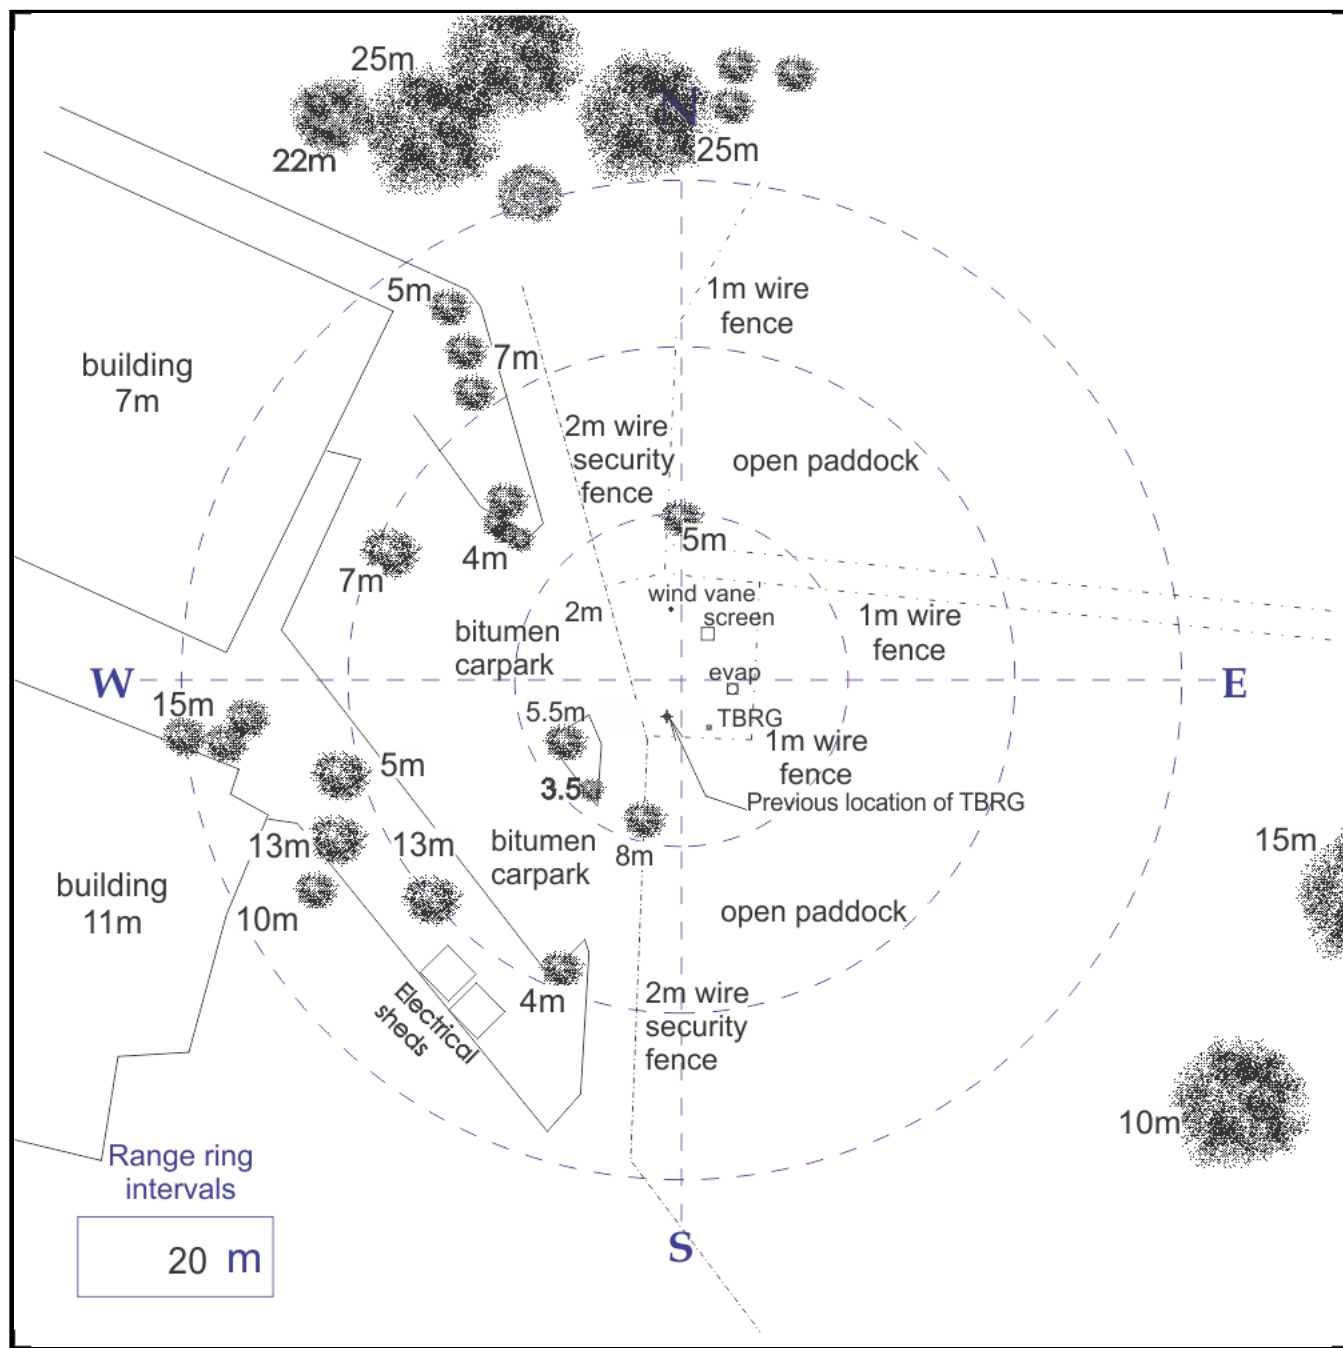 25m
N
22m
25m
5m
1m wire
fence
building
7m
7m
2m wire
security
fence
open paddock
5m
4m
7m
wind vane
2m
screen
1m wire
fence
bitumen
carpark
W
evap
E
15m
5.5m
TBRG
1m wire
fence
5m
3.5
Previous location of TBRG
13m
13m
bitumen
carpark
8m
15m
building
11m
10m
open paddock
4m
2m wire
security
fence
Electrical
sheds
10m
Range ring
intervals
S
20 m